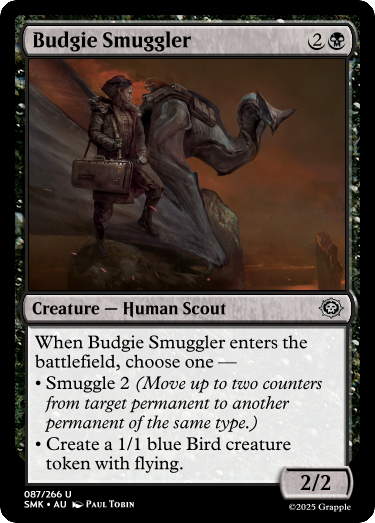 Budgie Smuggler 2
Creature — Human Scout
When Budgie Smuggler enters the
battlefield, choose one —
• Smuggle 2 (Move up to two counters
from target permanent to another
permanent of the same type.)
• Create a 1/1 blue Bird creature
token with flying.
2/2
087/266 U
SMK • AU Paul Tobin
©2025 Grapple